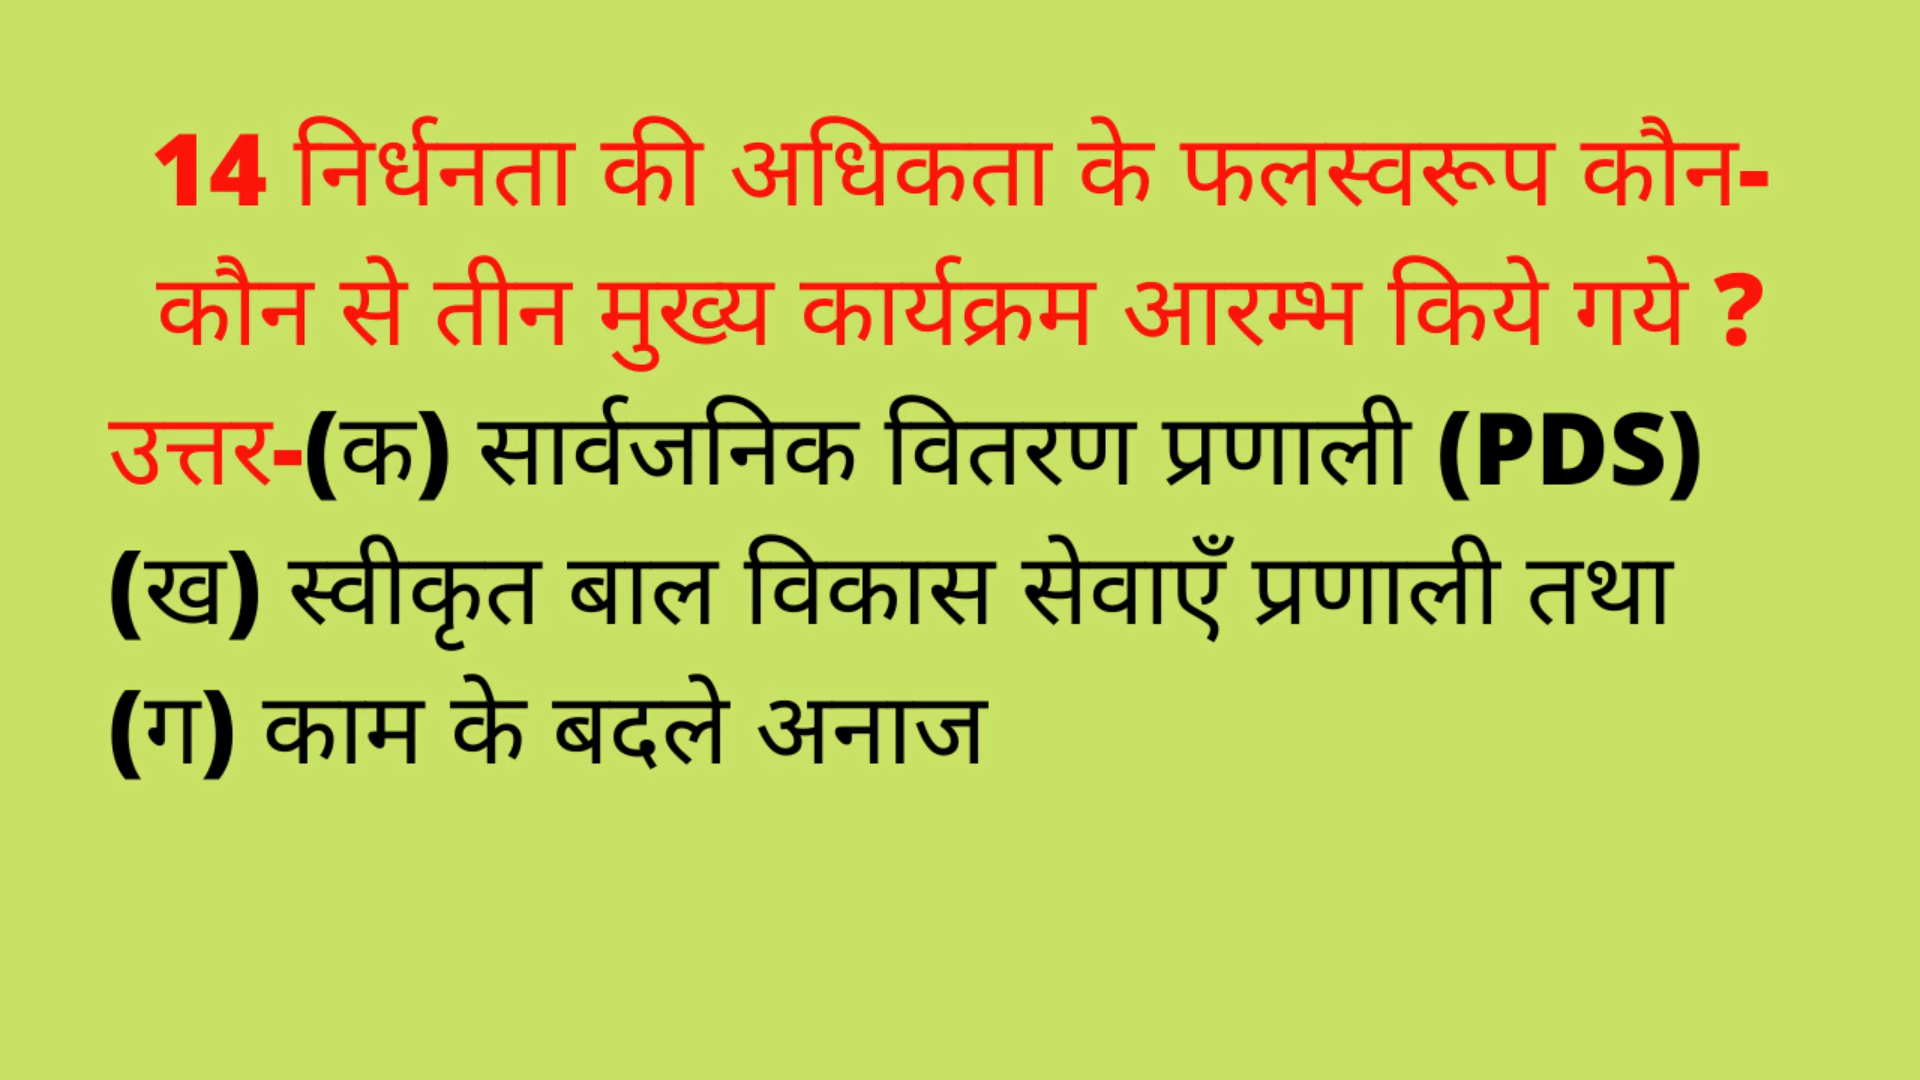 14 निर्धनता की अधिकता के फलस्वरूप कौन-
कौन से तीन मुख्य कार्यक्रम आरम्भ किये गये ?
उत्तर-(क) सार्वजनिक वितरण प्रणाली (PDS)
(ख) स्वीकृत बाल विकास सेवाएँ प्रणाली तथा
(ग) काम के बदले अनाज